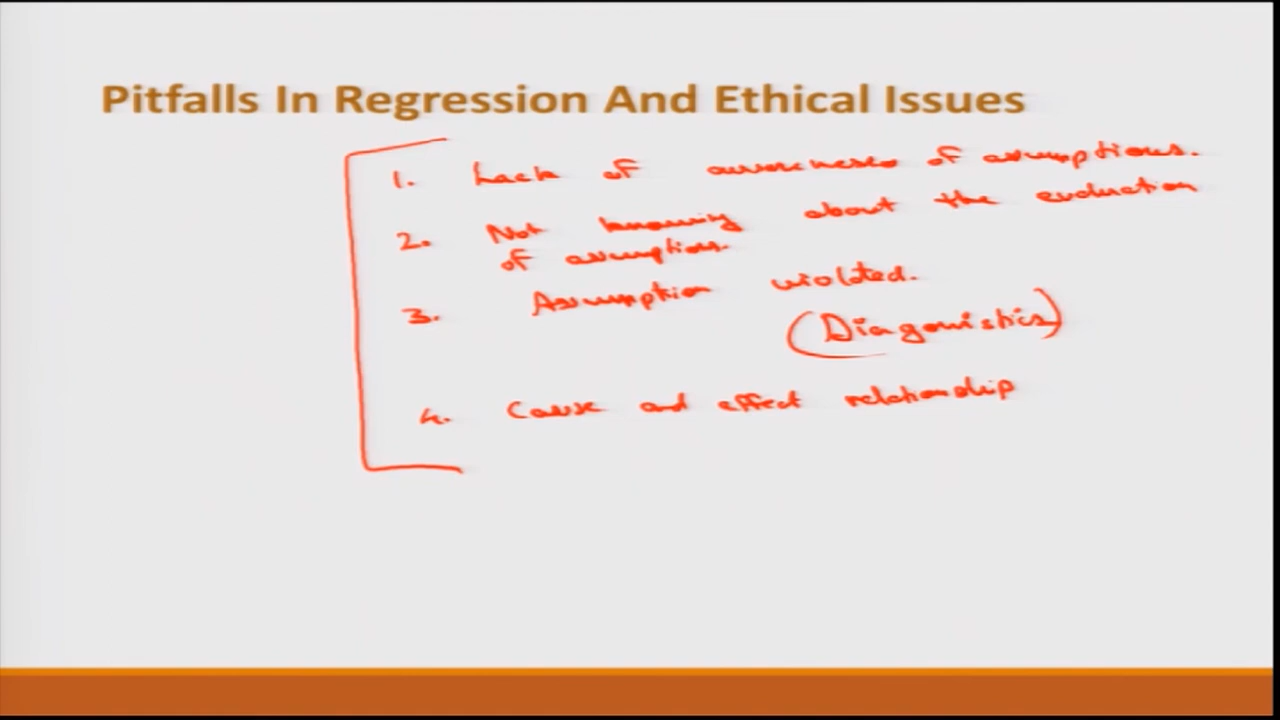 Pitfalls In Regression And Ethical Issues
1. Lack of awareness of assumptions.
2. Not knowing about the evaluation
of assumptions.
3. Assumption violated.
(Diagonistics)
4. Cause and effect relationship